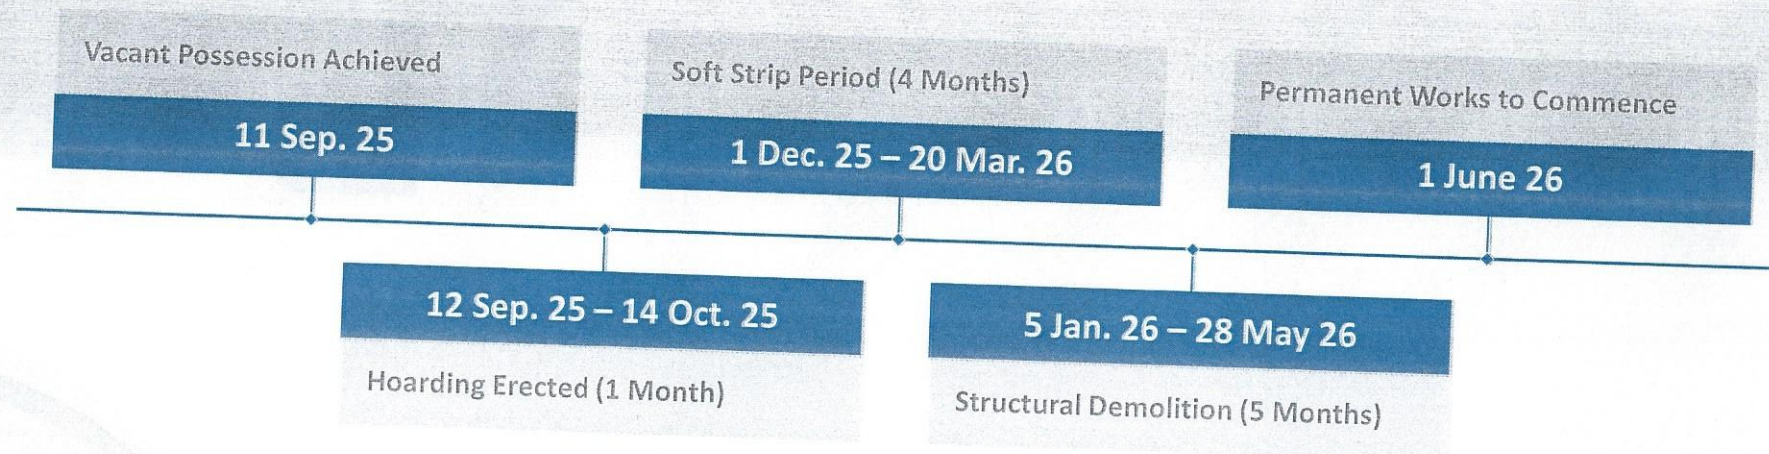 Vacant Possession Achieved
11 Sep. 25
12 Sep. 25 – 14 Oct. 25
Hoarding Erected (1 Month)
Soft Strip Period (4 Months)
1 Dec. 25 – 20 Mar. 26
5 Jan. 26 – 28 May 26
Structural Demolition (5 Months)
Permanent Works to Commence
1 June 26